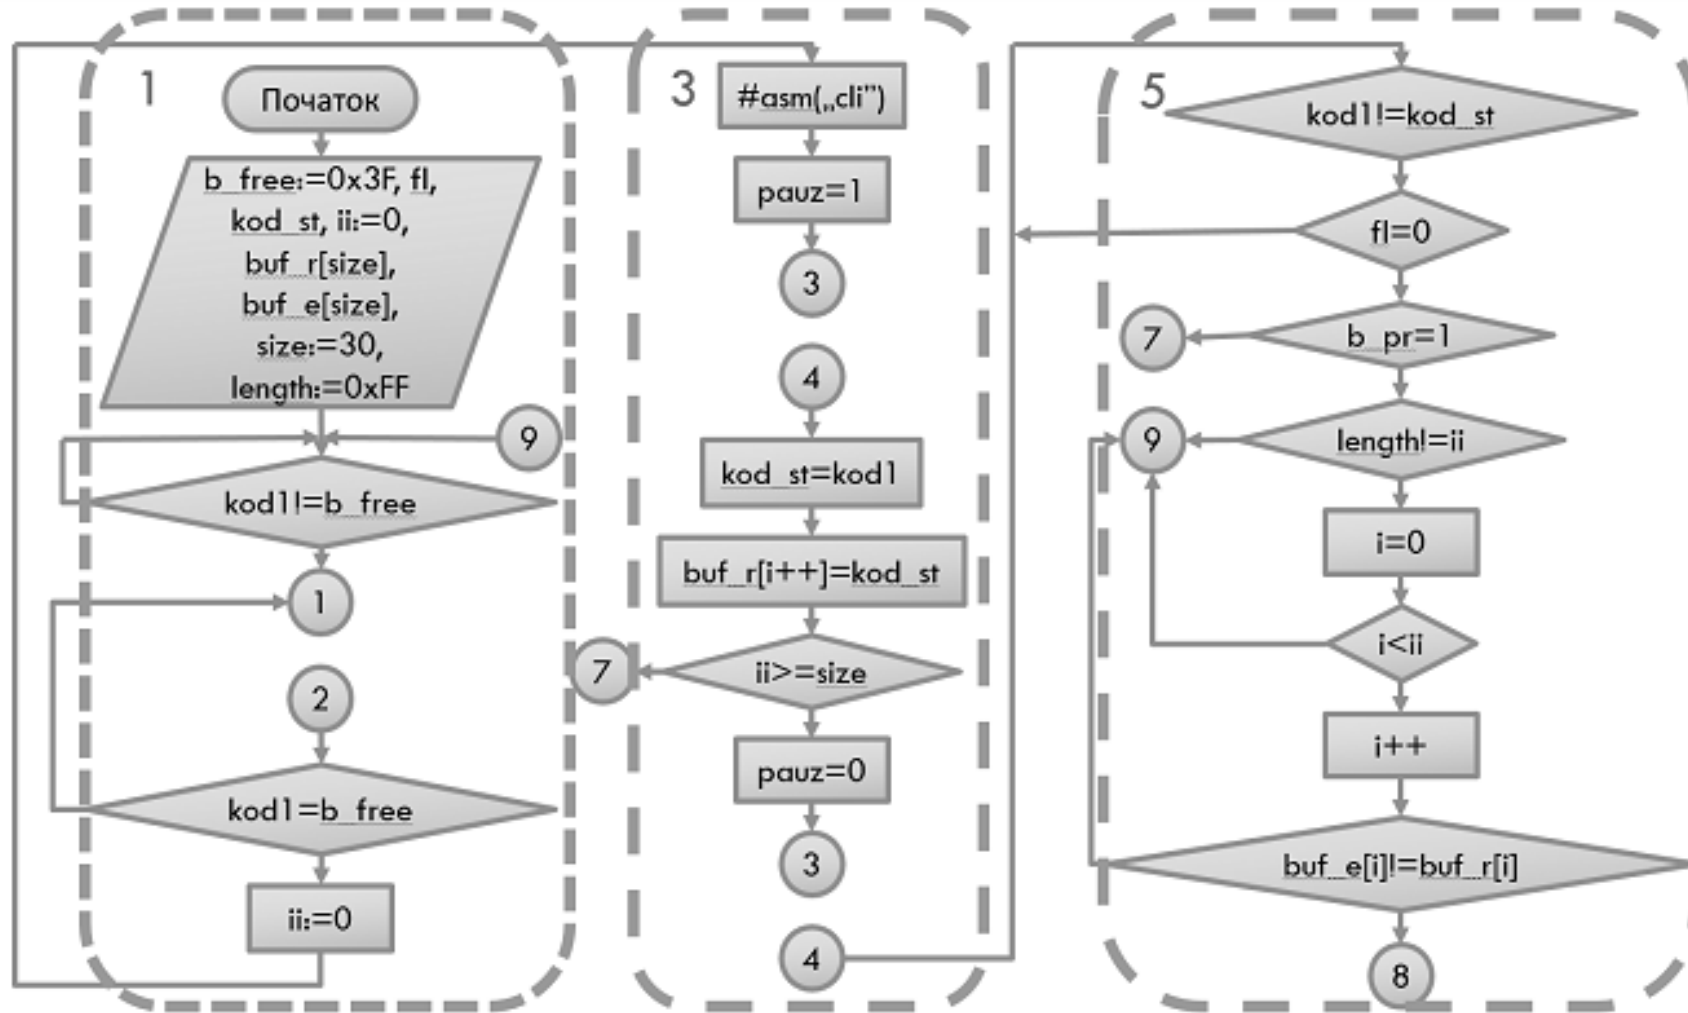 1
Початок
b_free:=0x3F, fl,
kod_st, ii:=0,
buf_r[size],
buf_e[size],
size:=30,
length:=0xFF
9
kod1!=b_free
1
2
kod1=b_free
ii:=0
3
#asm(„cli”)
pauz=1
3
4
kod_st=kod1
buf_r[i++]=kod_st
7
ii>=size
pauz=0
3
4
5
kod1!=kod_st
fl=0
7
b_pr=1
9
length!=ii
i=0
i<ii
i++
buf_e[i]!=buf_r[i]
8